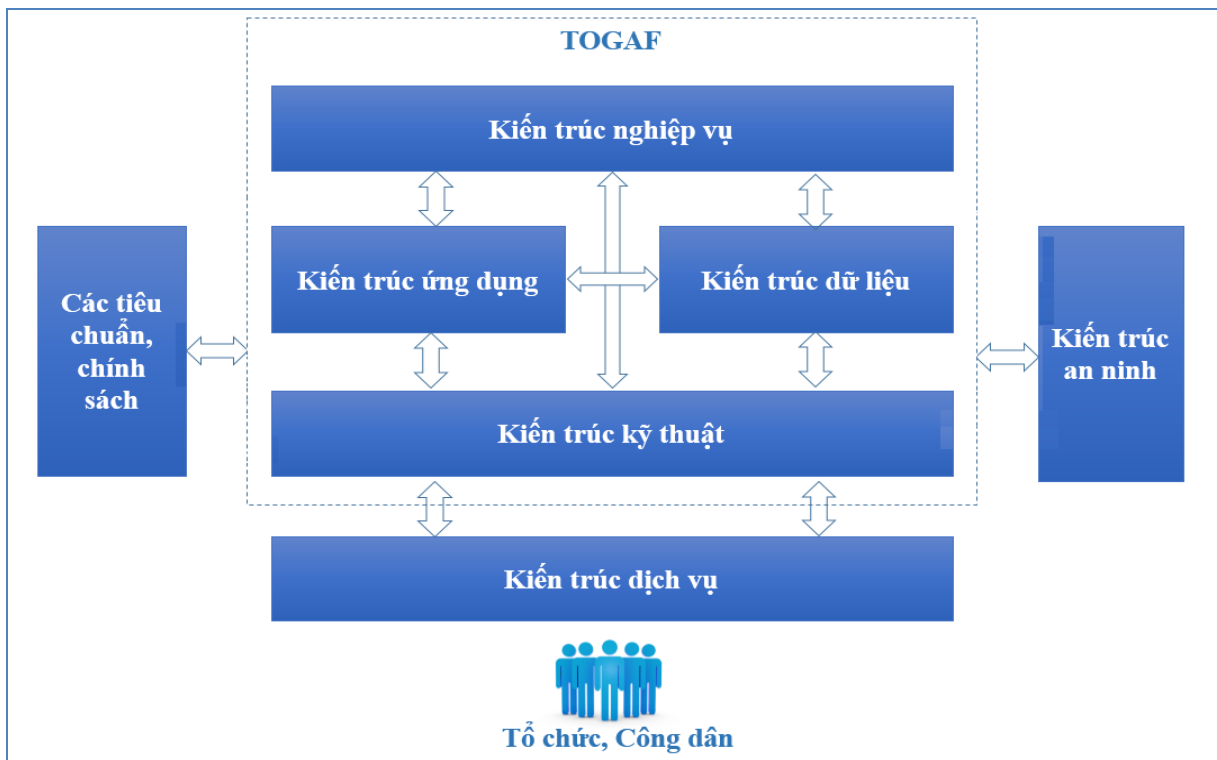 TOGAF
Kiến trúc nghiệp vụ
Kiến trúc ứng dụng
Kiến trúc dữ liệu
Các tiêu
chuẩn,
chính
sách
Kiến trúc
an ninh
Kiến trúc kỹ thuật
Kiến trúc dịch vụ
Tổ chức, Công dân